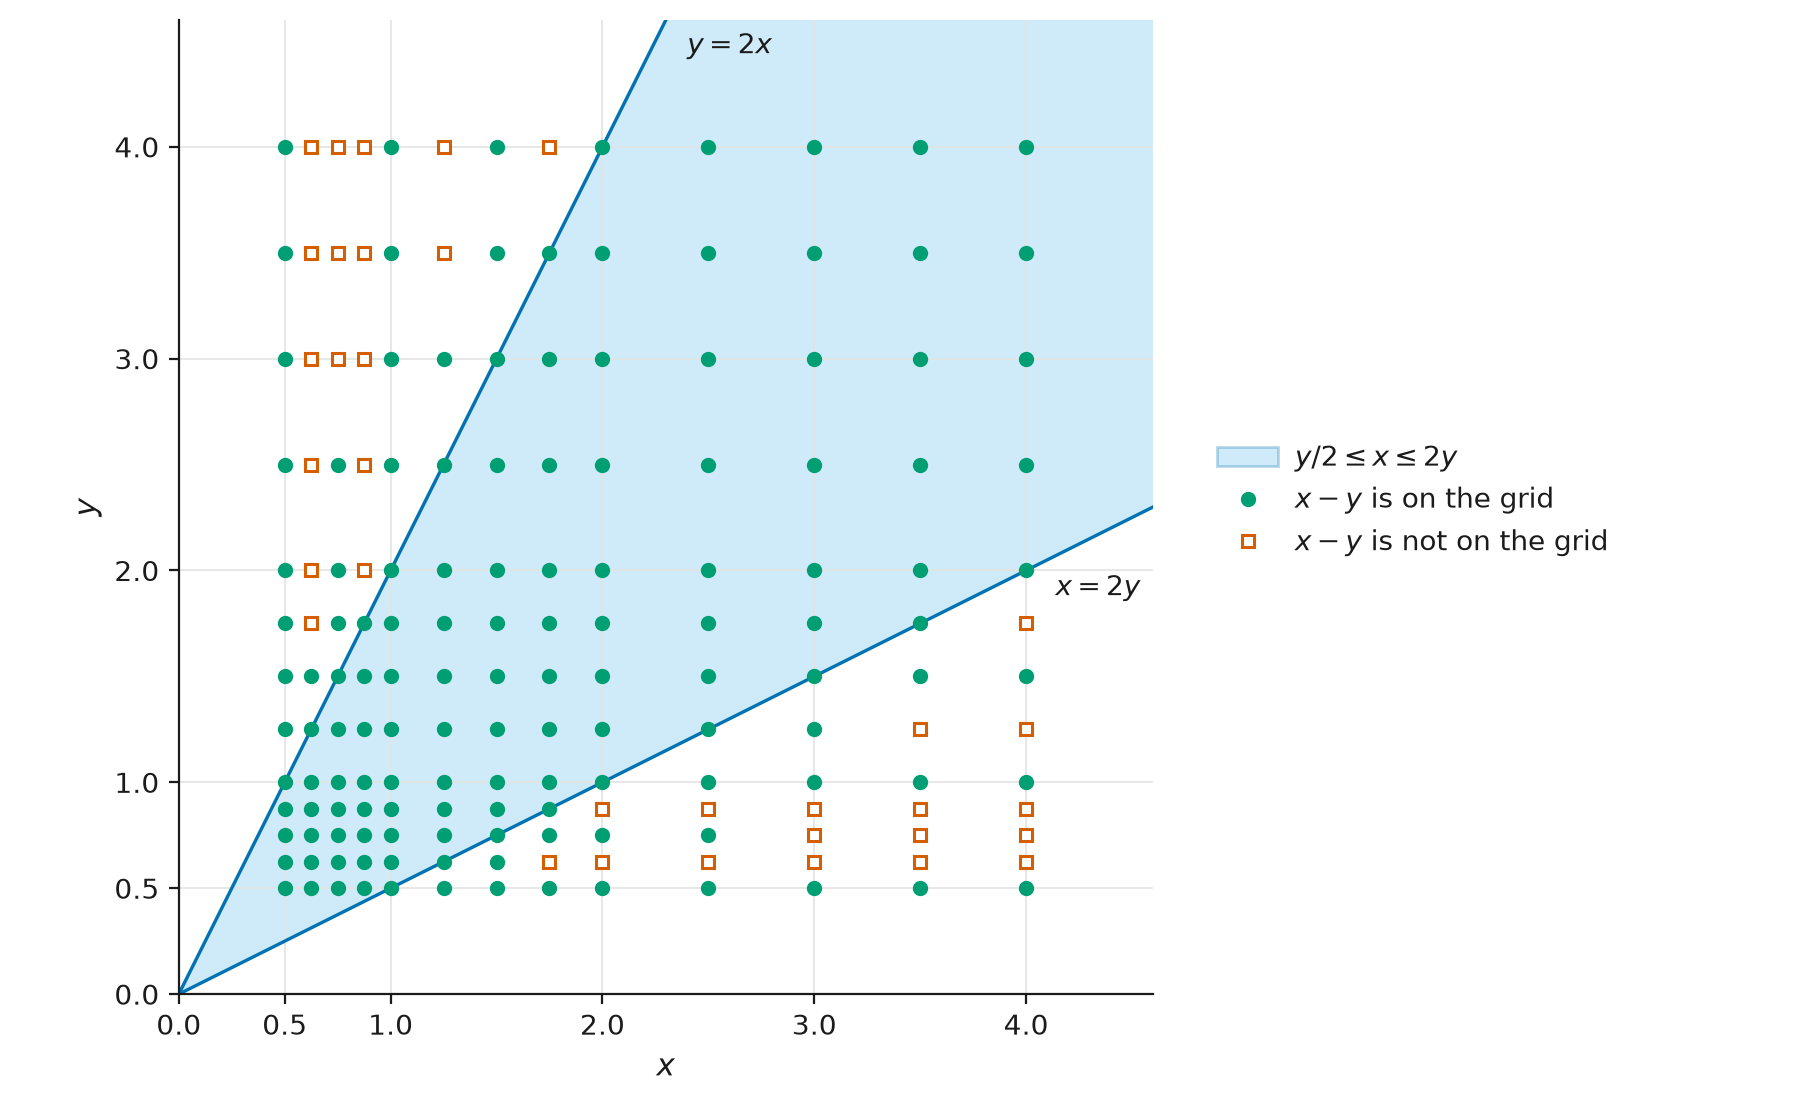 y = 2x
4.0
3.0
2.0
1.0
0.5
0.0
y
x = 2y
0.0 0.5 1.0 2.0 3.0 4.0
x
y/2 ≤ x ≤ 2y
x − y is on the grid
x − y is not on the grid